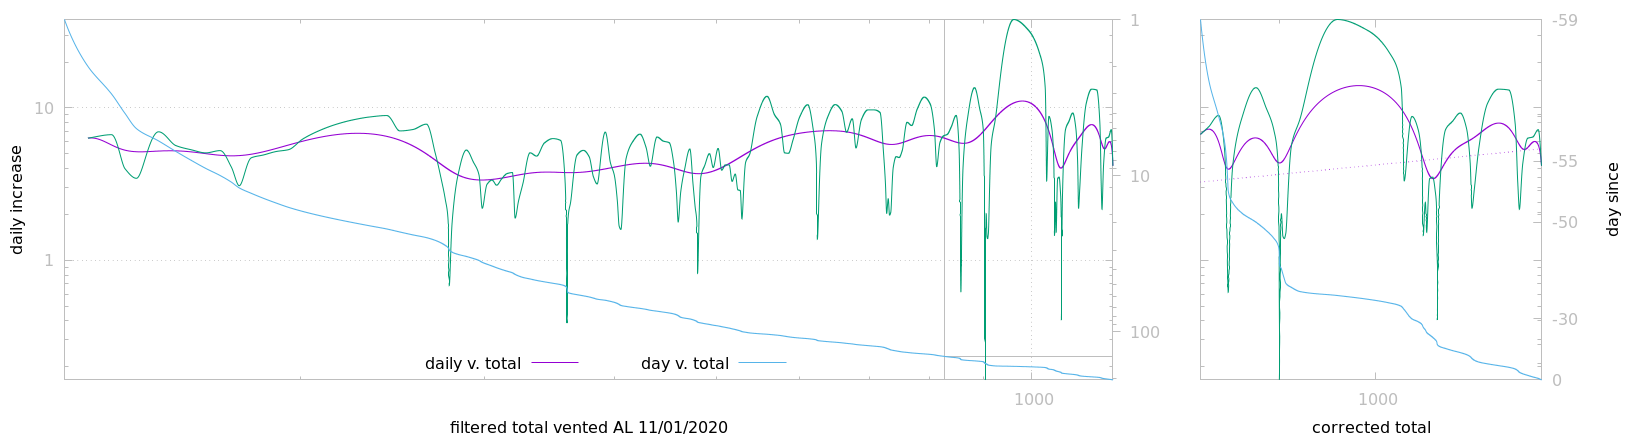 daily increase
10
1
daily v. total
day v. total
1
10
100
1000
filtered total vented AL 11/01/2020
-59
-55
-50
-30
0
day since
1000
corrected total